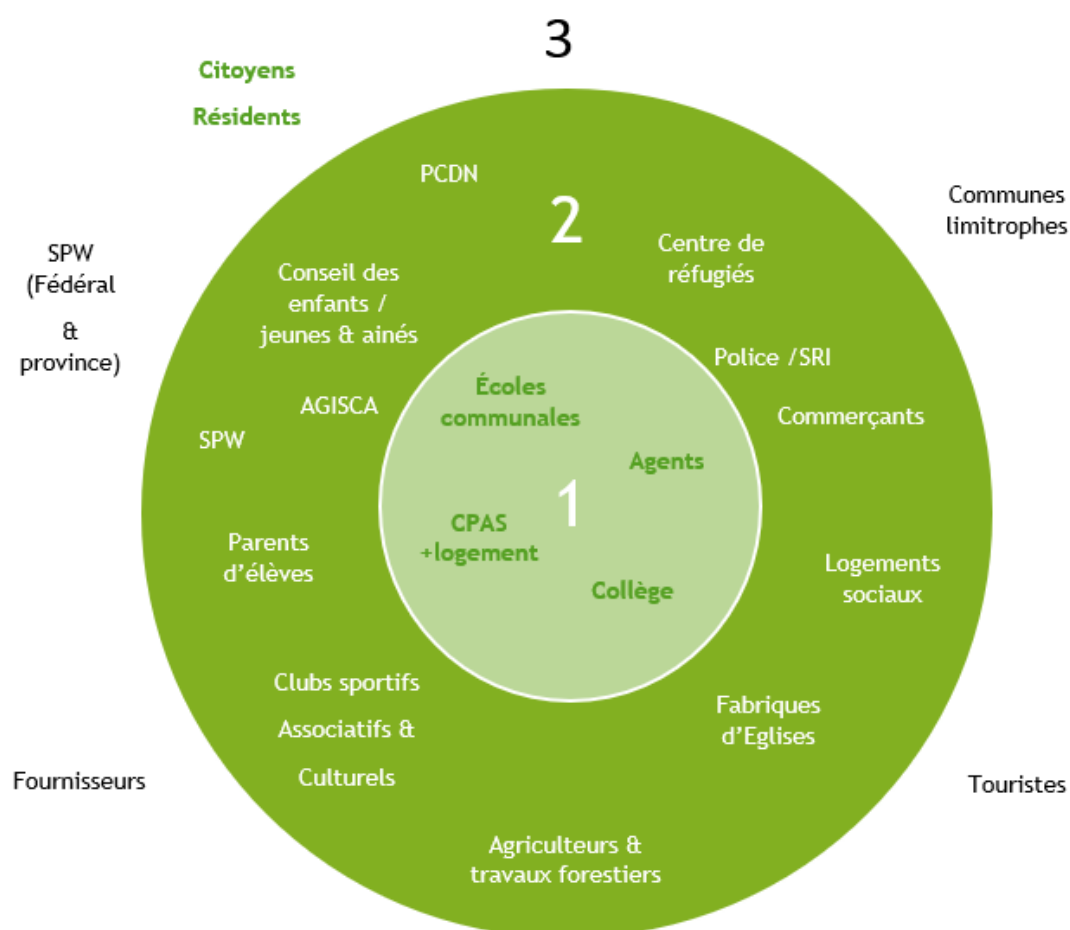 3
Citoyens
Résidents
PCDN
2
Communes
limitrophes
Centre de
réfugiés
SPW
(Fédéral
&
province)
Conseil des
enfants /
jeunes & ainés
Police /SRI
École​s
communales
AGISCA
Commerçants
SPW
Agents
1
CPAS
+logement
Parents
d’élèves
Logements
sociaux
Collège
Clubs sportifs
Associatifs &
Culturels
Fabriques
d’Eglises
Fournisseurs
Touristes
Agriculteurs &
travaux forestiers